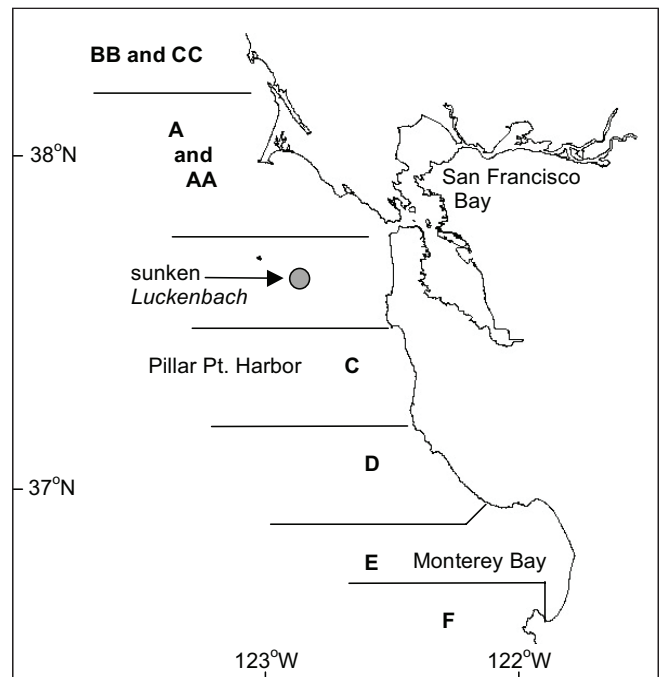 BB and CC
A
and
AA
38°N
San Francisco
Bay
sunken
Luckenbach
Pillar Pt. Harbor
C
D
37°N
E
Monterey Bay
F
123°W
122°W